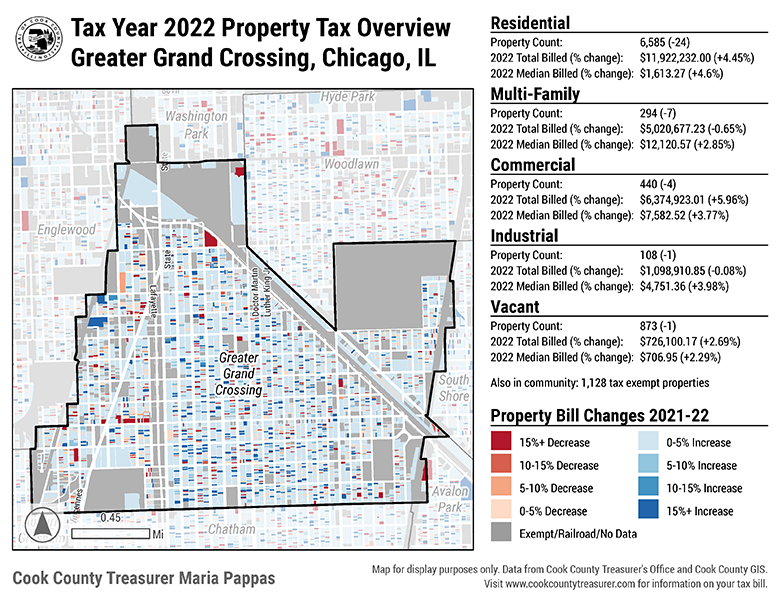 Tax Year 2022 Property Tax Overview
Greater Grand Crossing, Chicago, IL
Hyde Park
Washington
Park
State
Woodlawn
Englewood
State
Lafayette
Doctor Martin
Luther King Jr
Greater
Grand
Crossing
South
Shore
Avalon
Park
Chatham
0.45
Mi
Cook County Treasurer Maria Pappas
Residential
Property Count: 6,585 (-24)
2022 Total Billed (% change): $11,922,232.00 (+4.45%)
2022 Median Billed (% change): $1,613.27 (+4.6%)
Multi-Family
Property Count: 294 (-7)
2022 Total Billed (% change): $5,020,677.23 (-0.65%)
2022 Median Billed (% change): $12,120.57 (+2.85%)
Commercial
Property Count: 440 (-4)
2022 Total Billed (% change): $6,374,923.01 (+5.96%)
2022 Median Billed (% change): $7,582.52 (+3.77%)
Industrial
Property Count: 108 (-1)
2022 Total Billed (% change): $1,098,910.85 (-0.08%)
2022 Median Billed (% change): $4,751.36 (+3.98%)
Vacant
Property Count: 873 (-1)
2022 Total Billed (% change): $726,100.17 (+2.69%)
2022 Median Billed (% change): $706.95 (+2.29%)
Also in community: 1,128 tax exempt properties
Property Bill Changes 2021-22
15%+ Decrease
10-15% Decrease
5-10% Decrease
0-5% Decrease
0-5% Increase
5-10% Increase
10-15% Increase
15%+ Increase
Exempt/Railroad/No Data
Map for display purposes only. Data from Cook County Treasurer's Office and Cook County GIS.
Visit www.cookcountytreasurer.com for information on your tax bill.